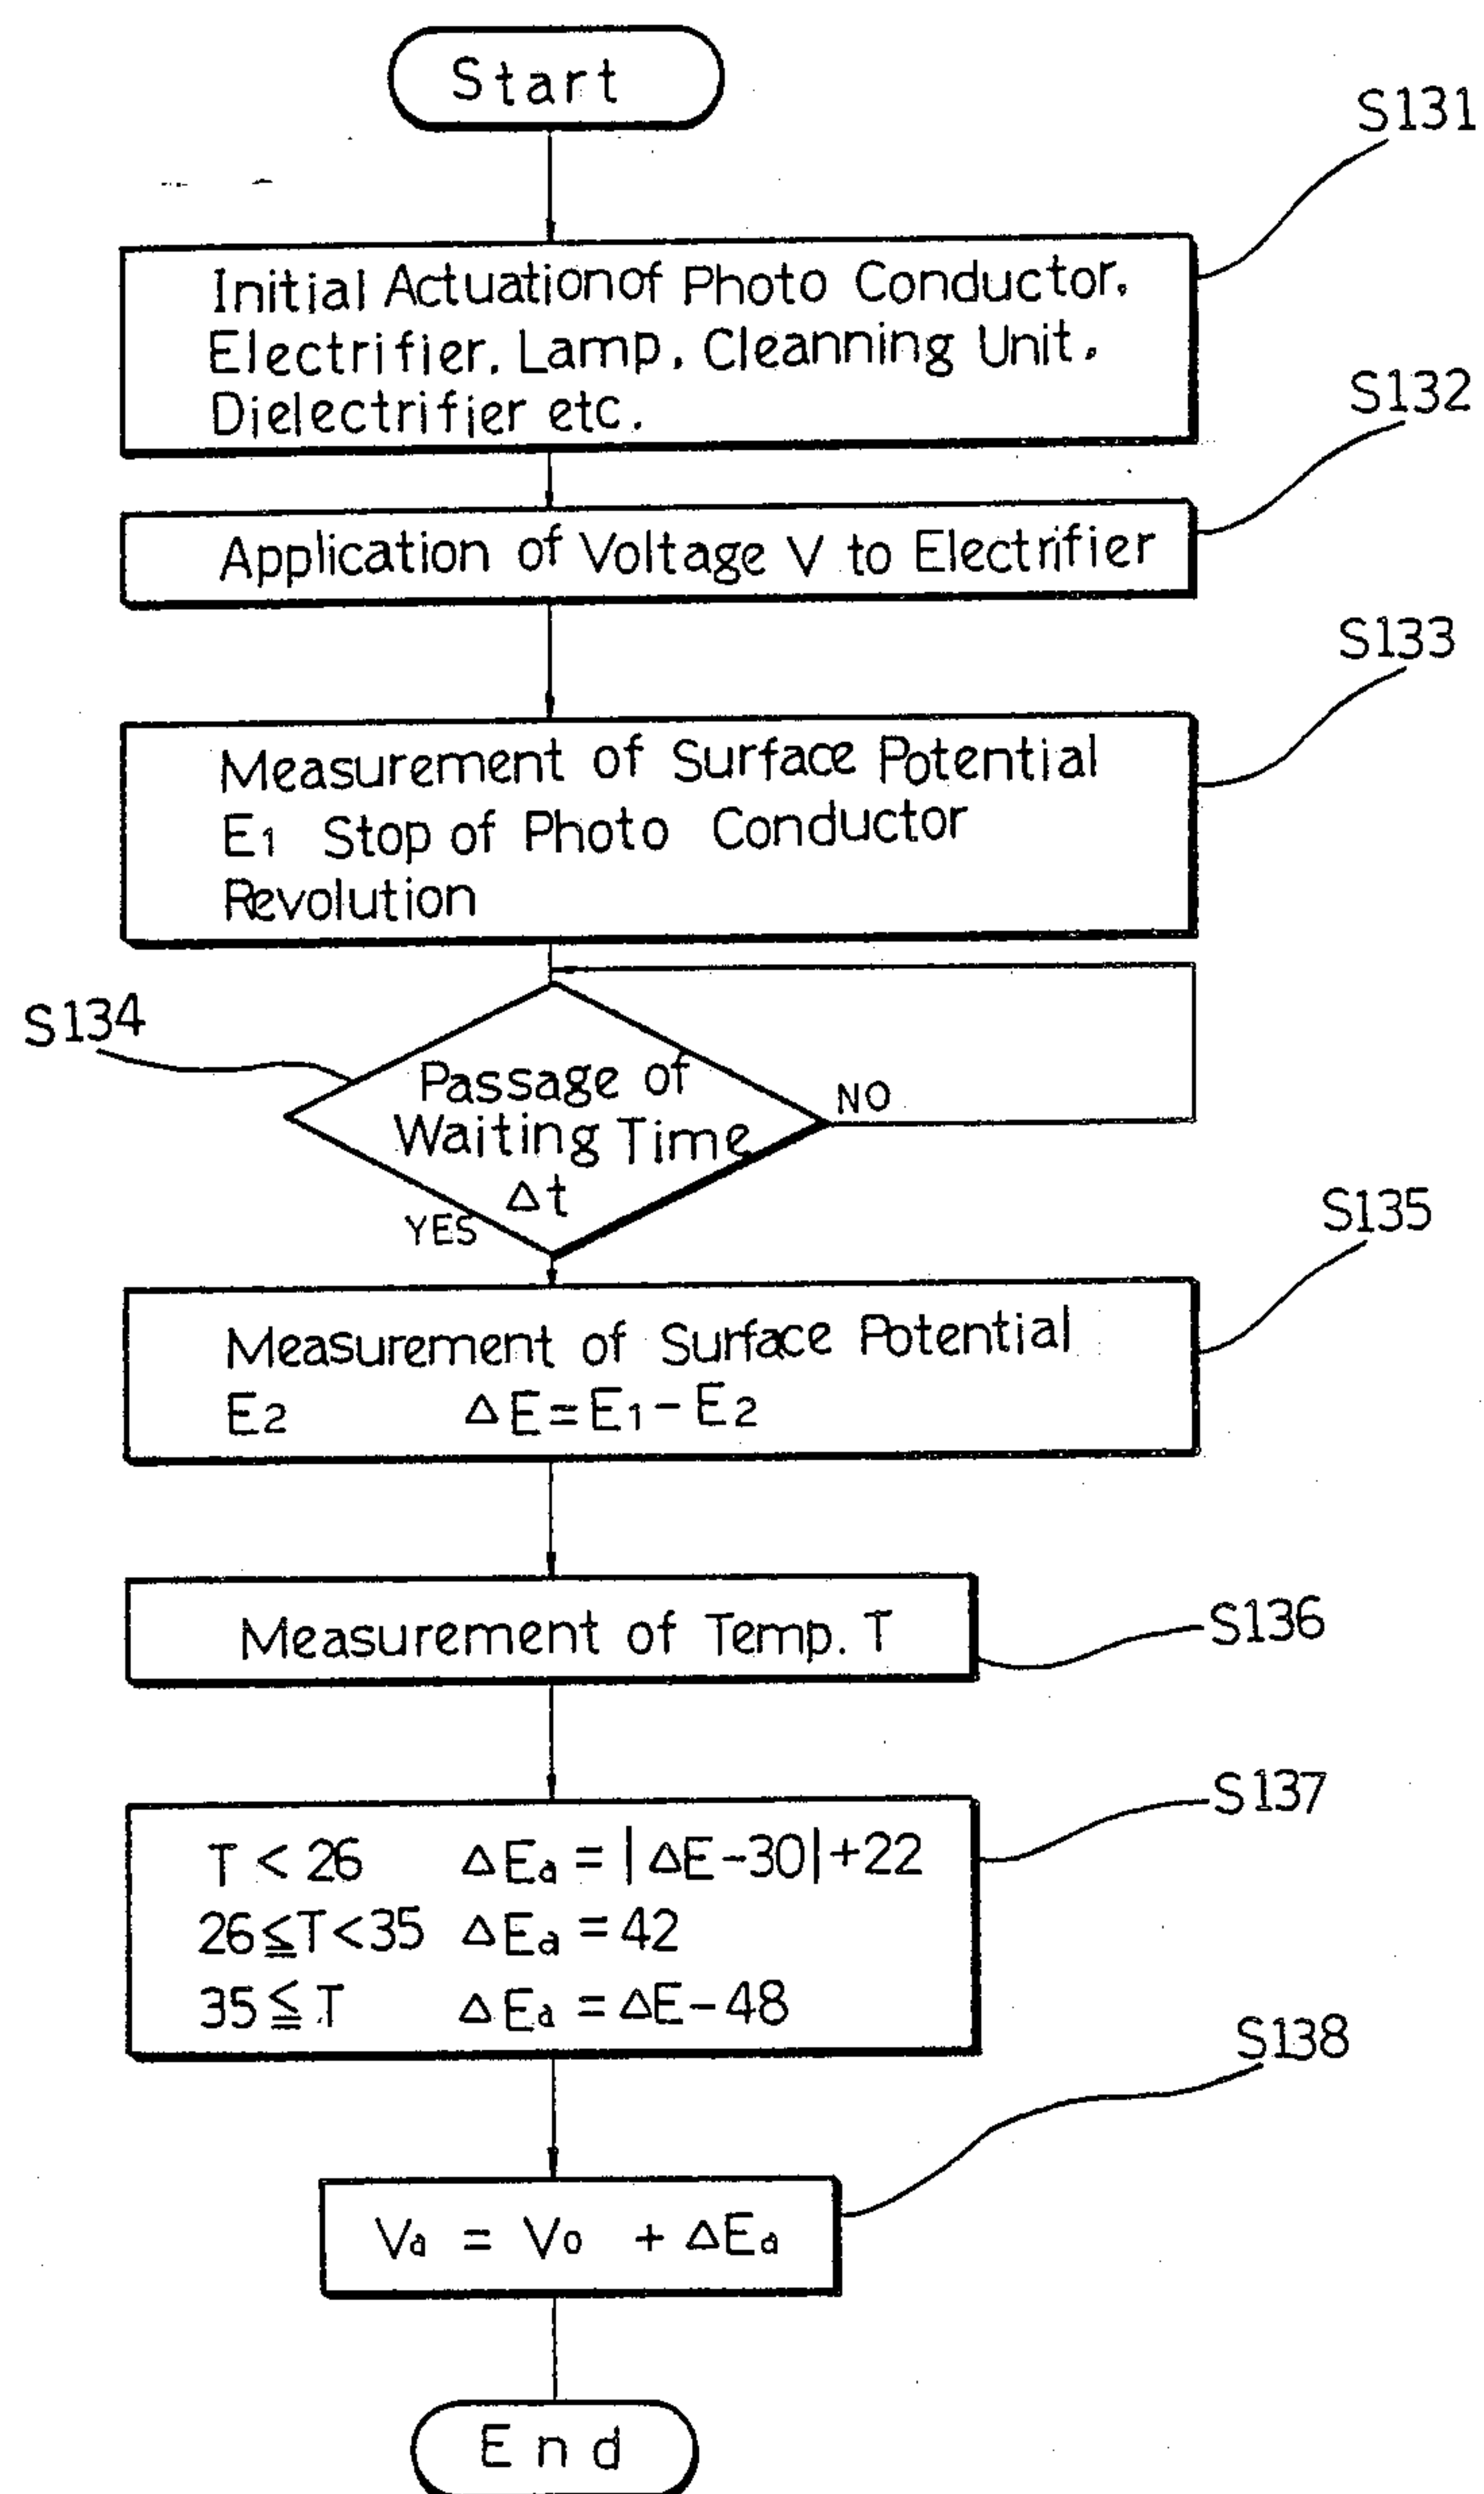 Start
S131
Initial Actuationof Photo Conductor,
Electrifier, Lamp, Cleanning Unit,
Dielectrifier etc.
S132
Application of Voltage V to Electrifier
S133
Measurement of Surface Potential
E1 Stop of Photo Conductor
Revolution
S134
Passage of
Waiting Time
Δt
NO
YES
S135
Measurement of Surface Potential
E2 ΔE=E1-E2
Measurement of Temp. T
S136
S137
T < 26 ΔEa = |ΔE-30|+22
26≦T<35 ΔEa = 42
35≦T ΔEa = ΔE-48
S138
Va = Vo + ΔEa
End